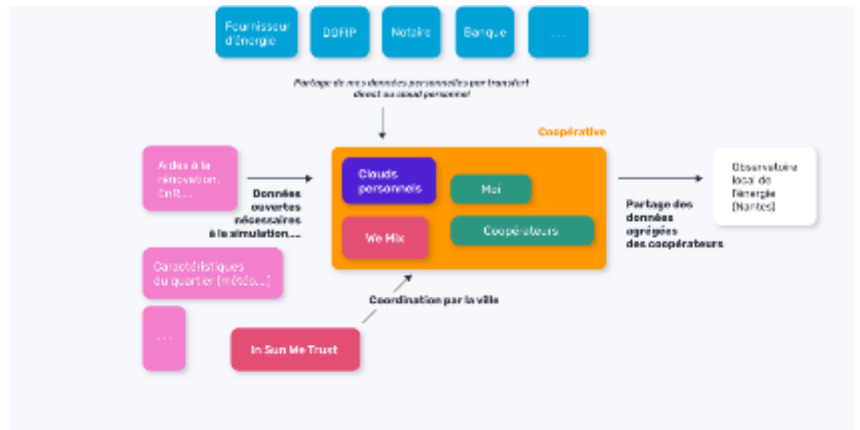 Fournisseur
d'énergie
DGFIP
Notaire
Banque
.....
Partage de mes données personnelles par transfert
direct au cloud personnel
Coopérative
Aides à la
rénovation,
EnR....
Données
ouvertes
nécessaires
à la simulation,...
Clouds
personnels
Moi
We Mix
Coopérateurs
Partage des
données
agrégées
des coopérateurs
Observatoire
local de
l'énergie
(Nantes)
Caractéristiques
du quartier (météo,...)
Coordination par la ville
...
In Sun We Trust